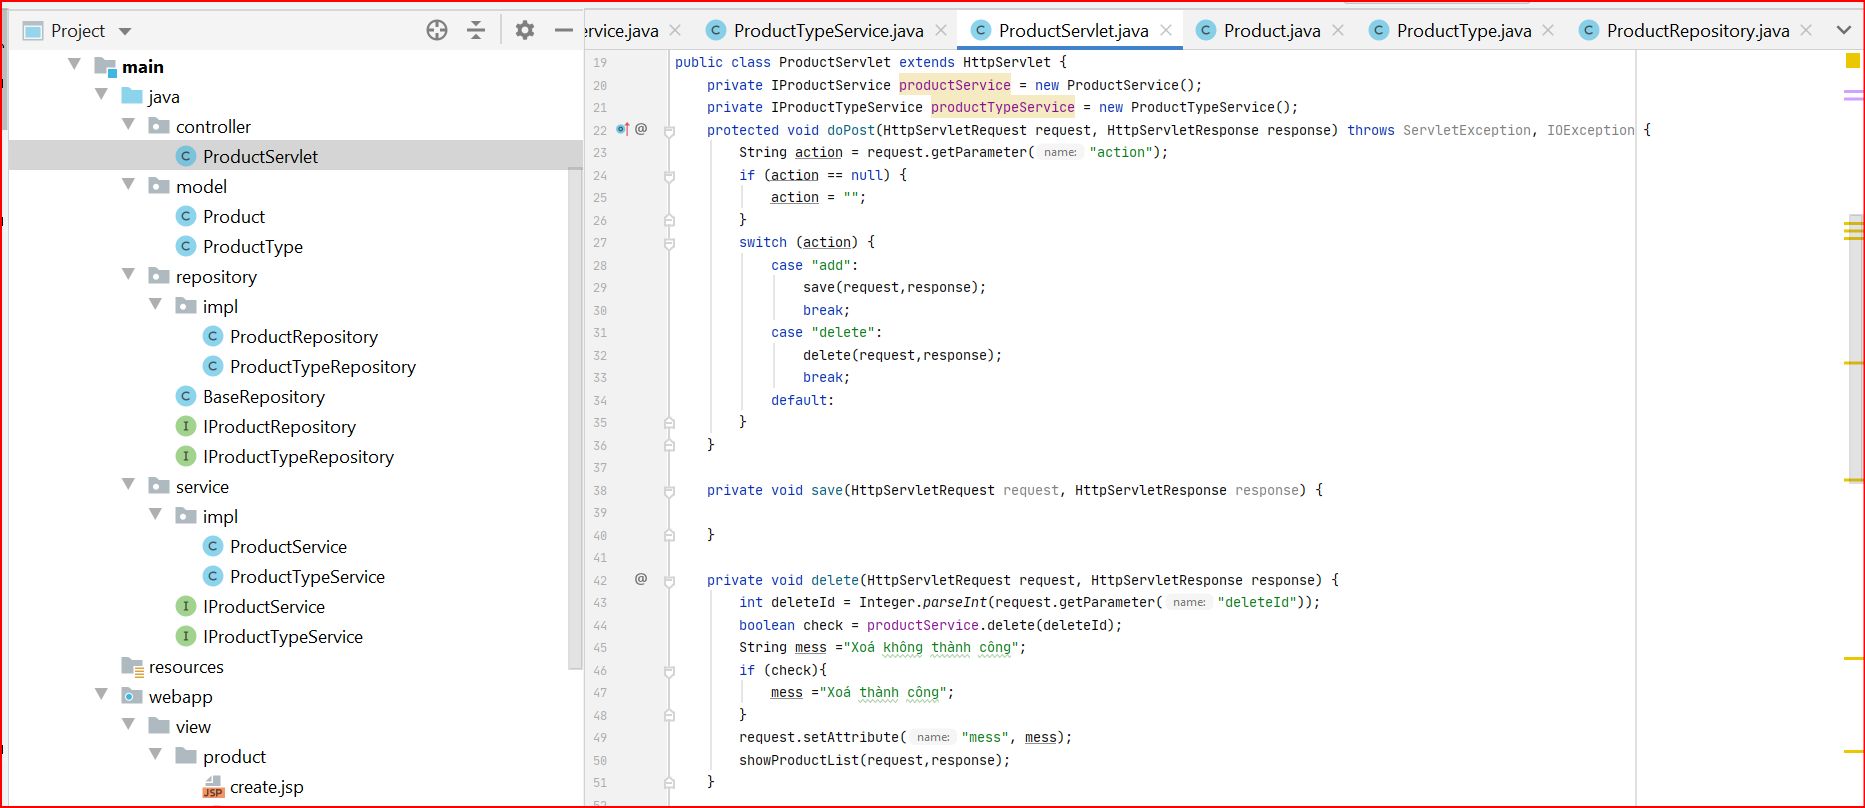 Project
main
java
controller
ProductServlet
model
Product
ProductType
repository
impl
ProductRepository
ProductTypeRepository
BaseRepository
IProductRepository
IProductTypeRepository
service
impl
ProductService
ProductTypeService
IProductService
IProductTypeService
resources
webapp
view
product
create.jsp
ervice.java ProductTypeService.java ProductServlet.java Product.java ProductType.java ProductRepository.java
19 public class ProductServlet extends HttpServlet {
20 private IProductService productService = new ProductService();
21 private IProductTypeService productTypeService = new ProductTypeService();
22 @ protected void doPost(HttpServletRequest request, HttpServletResponse response) throws ServletException, IOException {
23 String action = request.getParameter( name: "action");
24 if (action == null) {
25 action = "";
26 }
27 switch (action) {
28 case "add":
29 save(request,response);
30 break;
31 case "delete":
32 delete(request,response);
33 break;
34 default:
35 }
36 }
37
38 private void save(HttpServletRequest request, HttpServletResponse response) {
39
40 }
41
42 @ private void delete(HttpServletRequest request, HttpServletResponse response) {
43 int deleteId = Integer.parseInt(request.getParameter( name: "deleteId"));
44 boolean check = productService.delete(deleteId);
45 String mess ="Xoá không thành công";
46 if (check){
47 mess ="Xoá thành công";
48 }
49 request.setAttribute( name: "mess", mess);
50 showProductList(request,response);
51 }
52